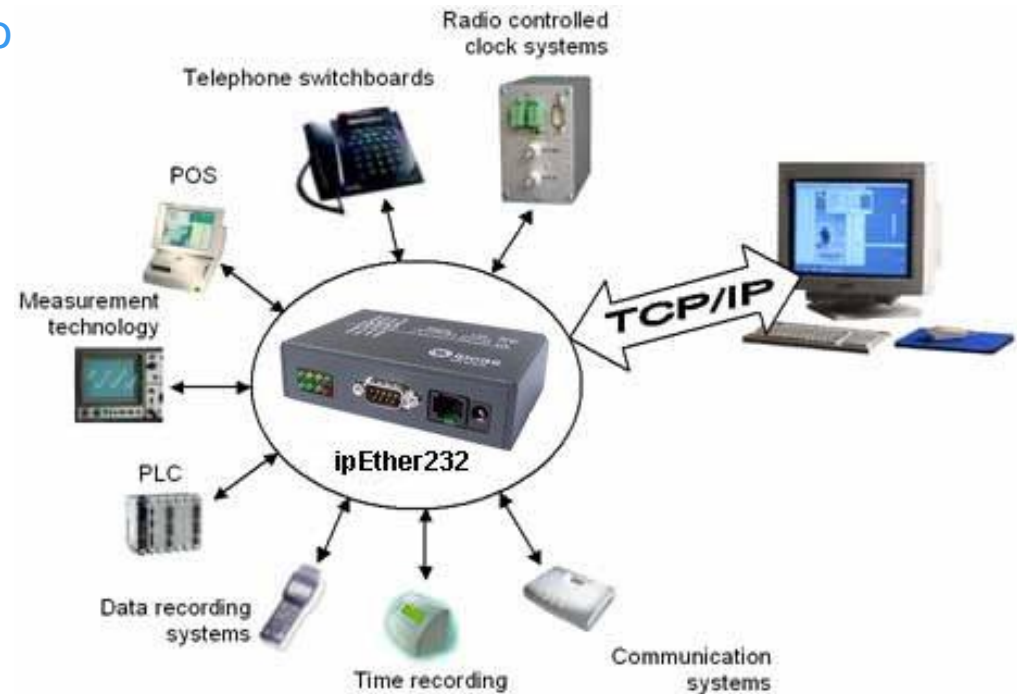 Radio controlled
clock systems
Telephone switchboards
POS
Measurement
technology
TCP/IP
ipEther232
PLC
Data recording
systems
Time recording
Communication
systems